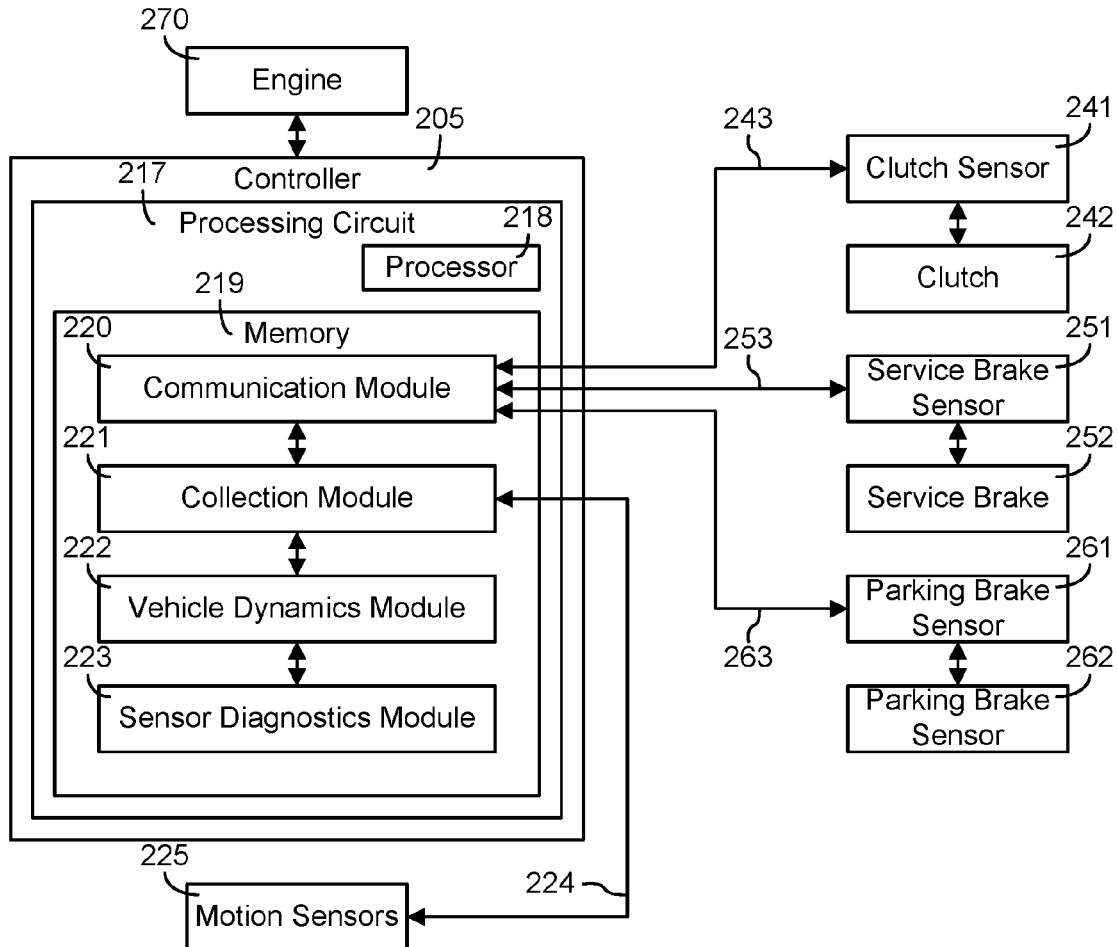 270
Engine
205
241
243
217
Controller
Clutch Sensor
Processing Circuit
218
242
Processor
Clutch
219
220
Memory
253
251
Communication Module
Service Brake
Sensor
221
252
Collection Module
Service Brake
222
261
Vehicle Dynamics Module
Parking Brake
Sensor
223
263
262
Sensor Diagnostics Module
Parking Brake
Sensor
225
224
Motion Sensors